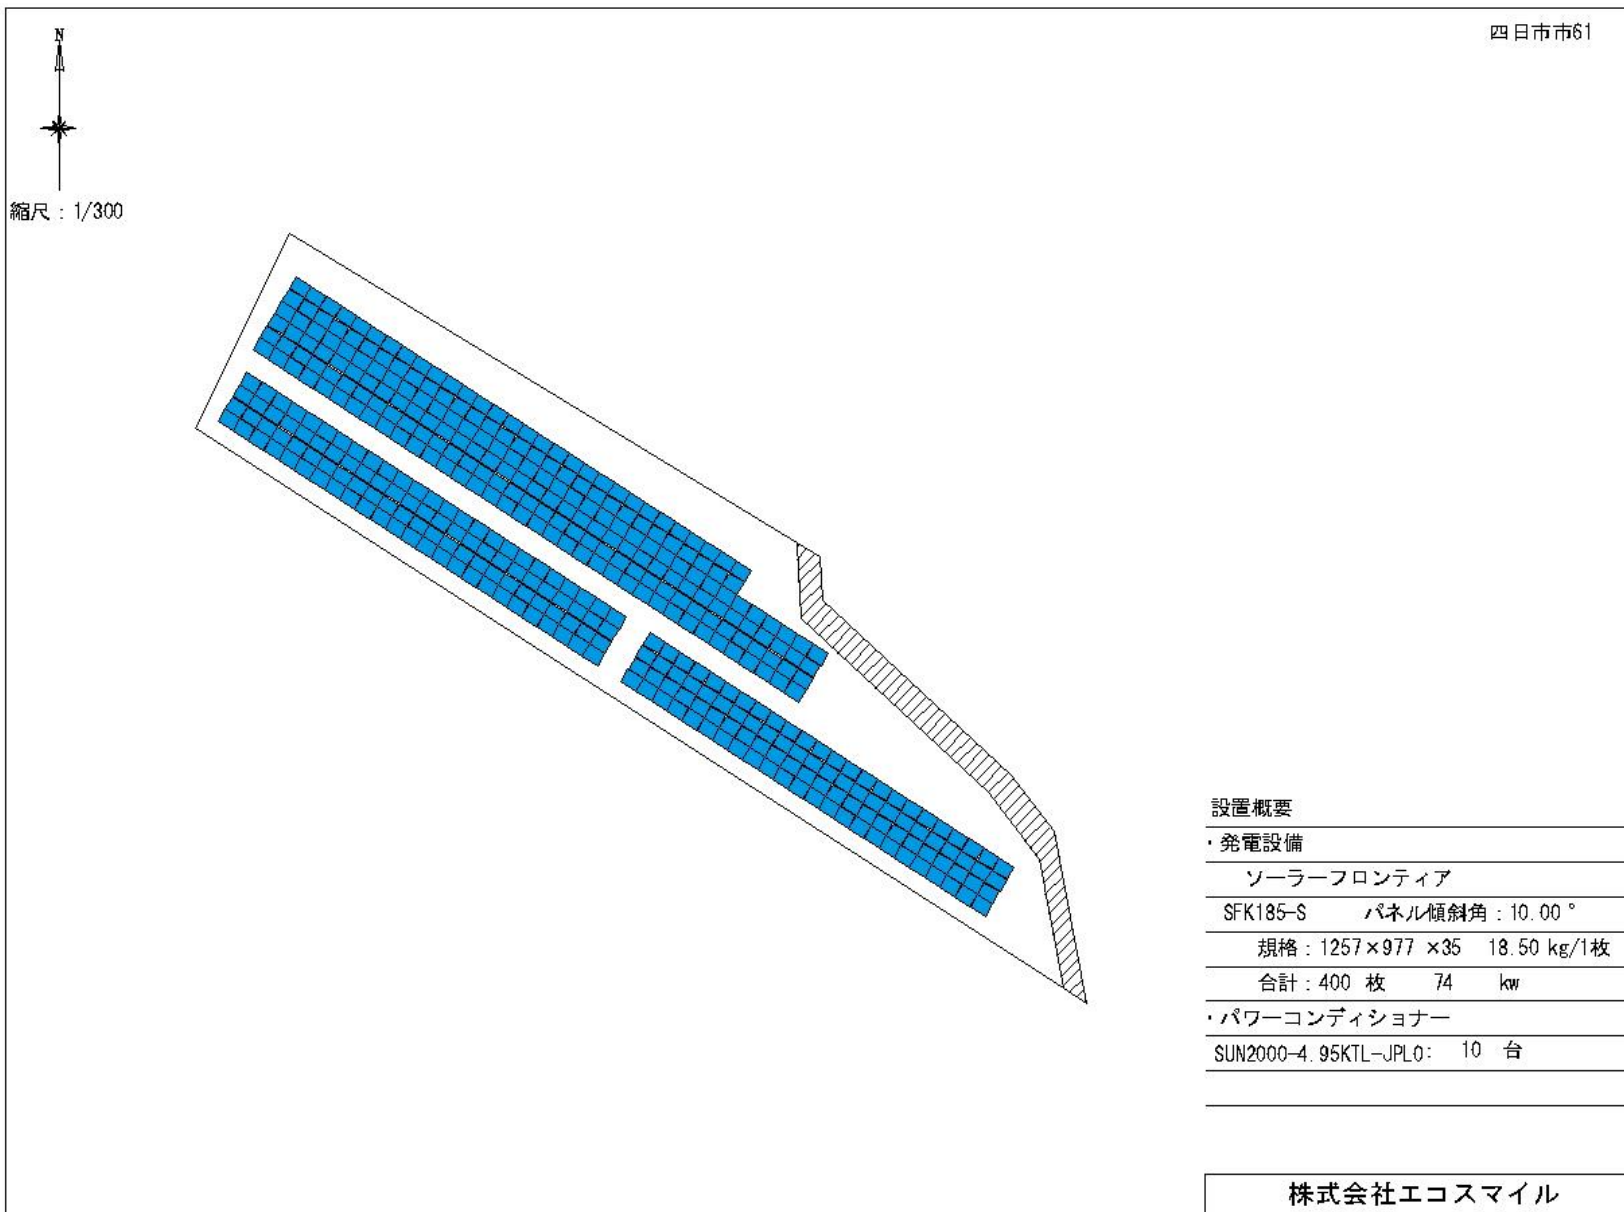 四日市市61
N
縮尺：1/300
設置概要
・発電設備
ソーラーフロンティア
SFK185-S パネル傾斜角：10.00°
規格：1257×977 ×35 18.50 kg/1枚
合計：400 枚 74 kw
・パワーコンディショナー
SUN2000-4.95KTL-JPL0: 10 台
株式会社エコスマイル